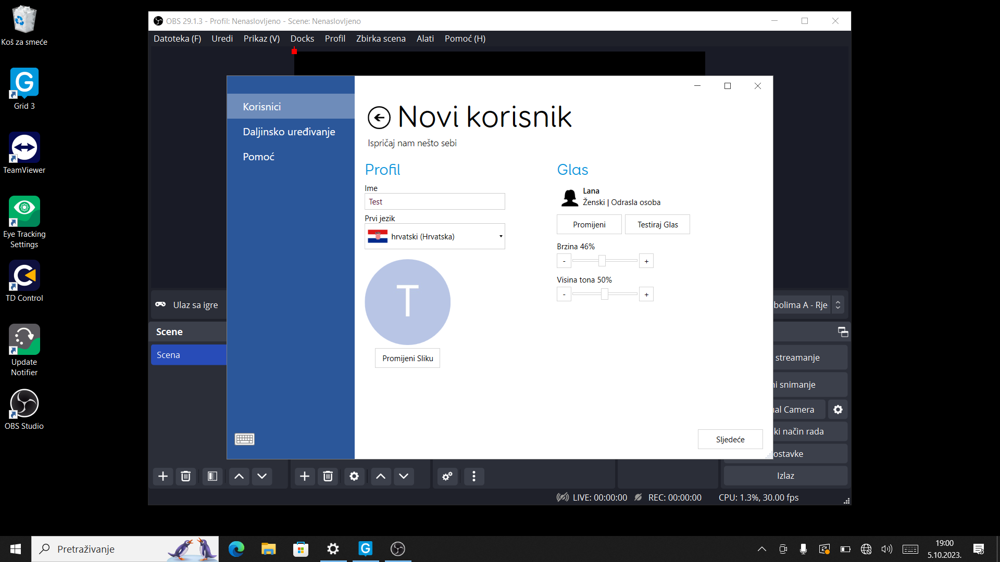 Koš za smeće
Grid 3
TeamViewer
Eye Tracking
Settings
TD Control
Update
Notifier
OBS Studio
OBS 29.1.3 - Profil: Nenaslovljeno - Scene: Nenaslovljeno
Datoteka (F) Uredi Prikaz (V) Docks Profil Zbirka scena Alati Pomoć (H)
Korisnici
Daljinsko uređivanje
Pomoć
Novi korisnik
Ispričaj nam nešto sebi
Profil
Ime
Test
Prvi jezik
hrvatski (Hrvatska)
T
Promijeni Sliku
Glas
Lana
Ženski | Odrasla osoba
Promijeni Testiraj Glas
Brzina 46%
- +
Visina tona 50%
- +
Sljedeće
Ulaz sa igre
bolima A - Rje
Scene
Scena
streamanje
ni snimanje
ual Camera
ki način rada
ostavke
Izlaz
LIVE: 00:00:00 REC: 00:00:00 CPU: 1.3%, 30.00 fps
Pretraživanje
19:00
5.10.2023.